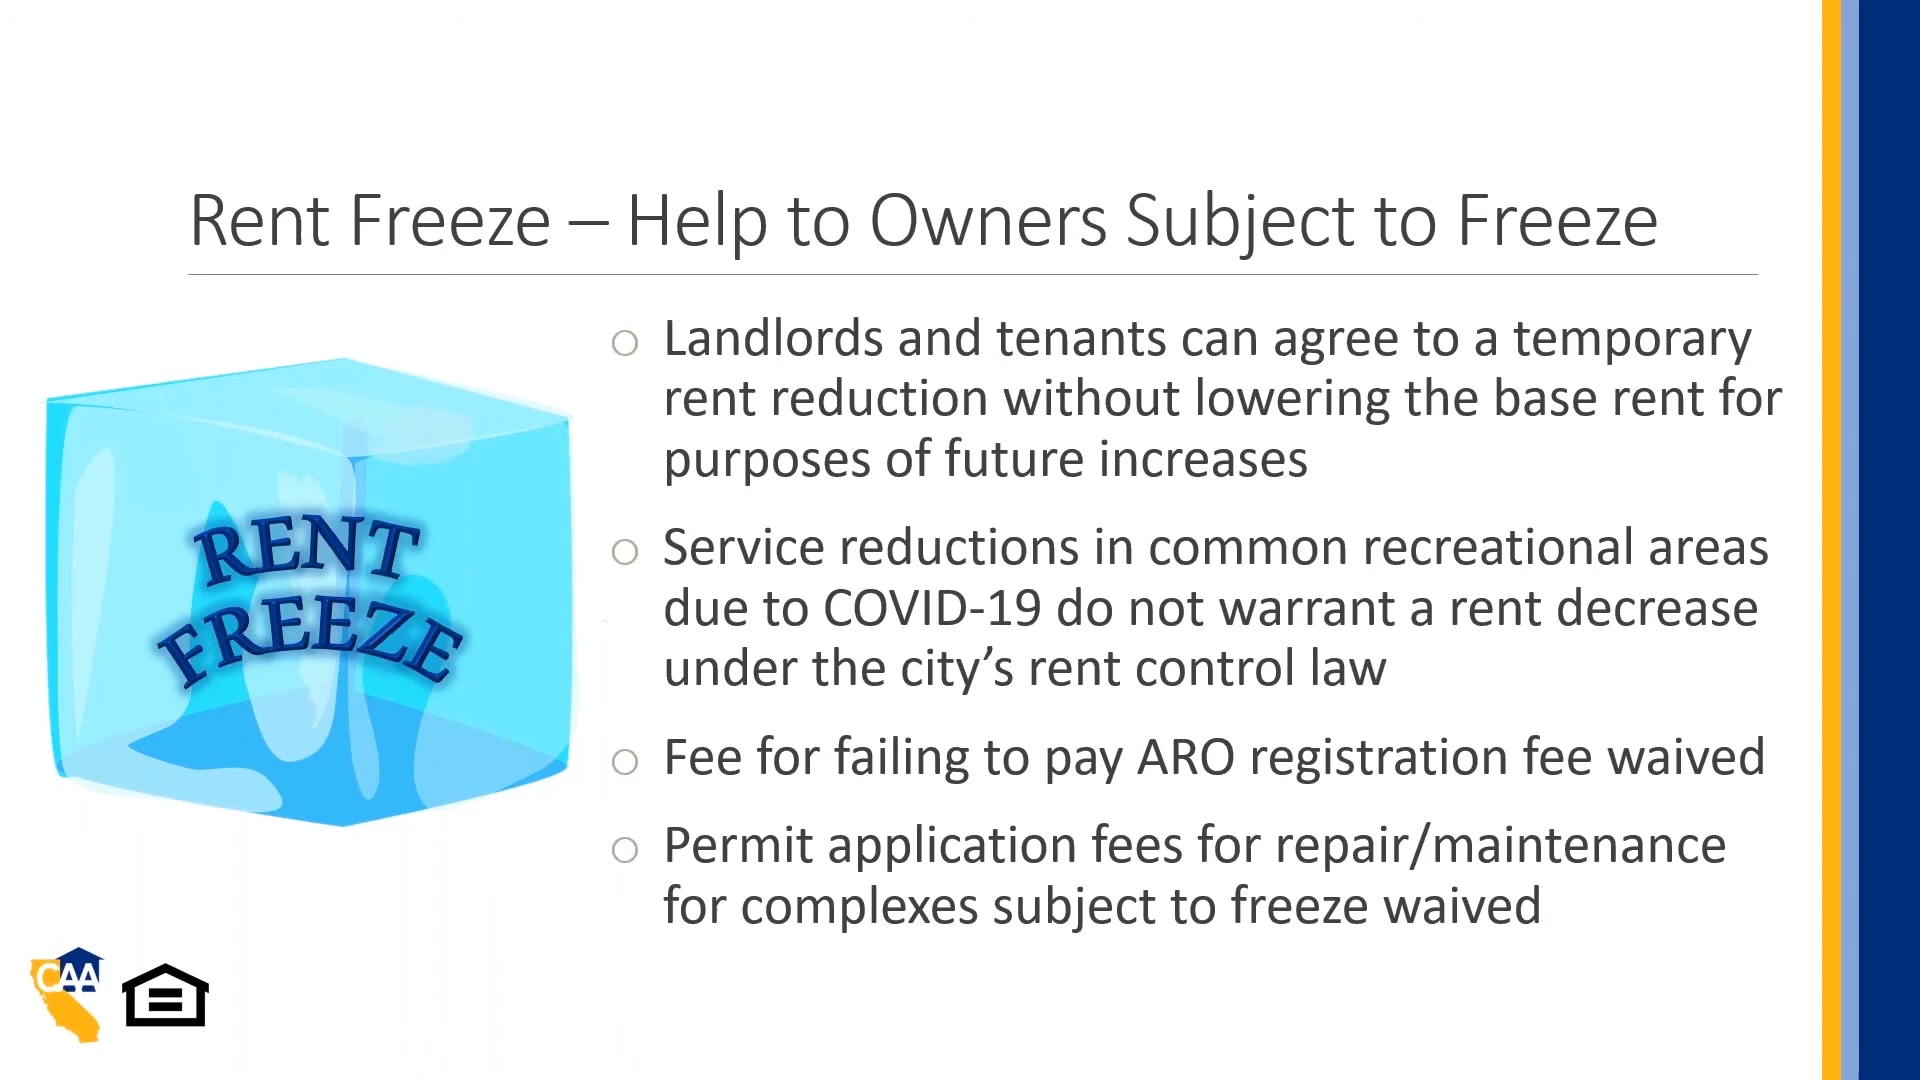 Rent Freeze – Help to Owners Subject to Freeze
RENT
FREEZE
○ Landlords and tenants can agree to a temporary
rent reduction without lowering the base rent for
purposes of future increases
○ Service reductions in common recreational areas
due to COVID-19 do not warrant a rent decrease
under the city’s rent control law
○ Fee for failing to pay ARO registration fee waived
○ Permit application fees for repair/maintenance
for complexes subject to freeze waived
CAA